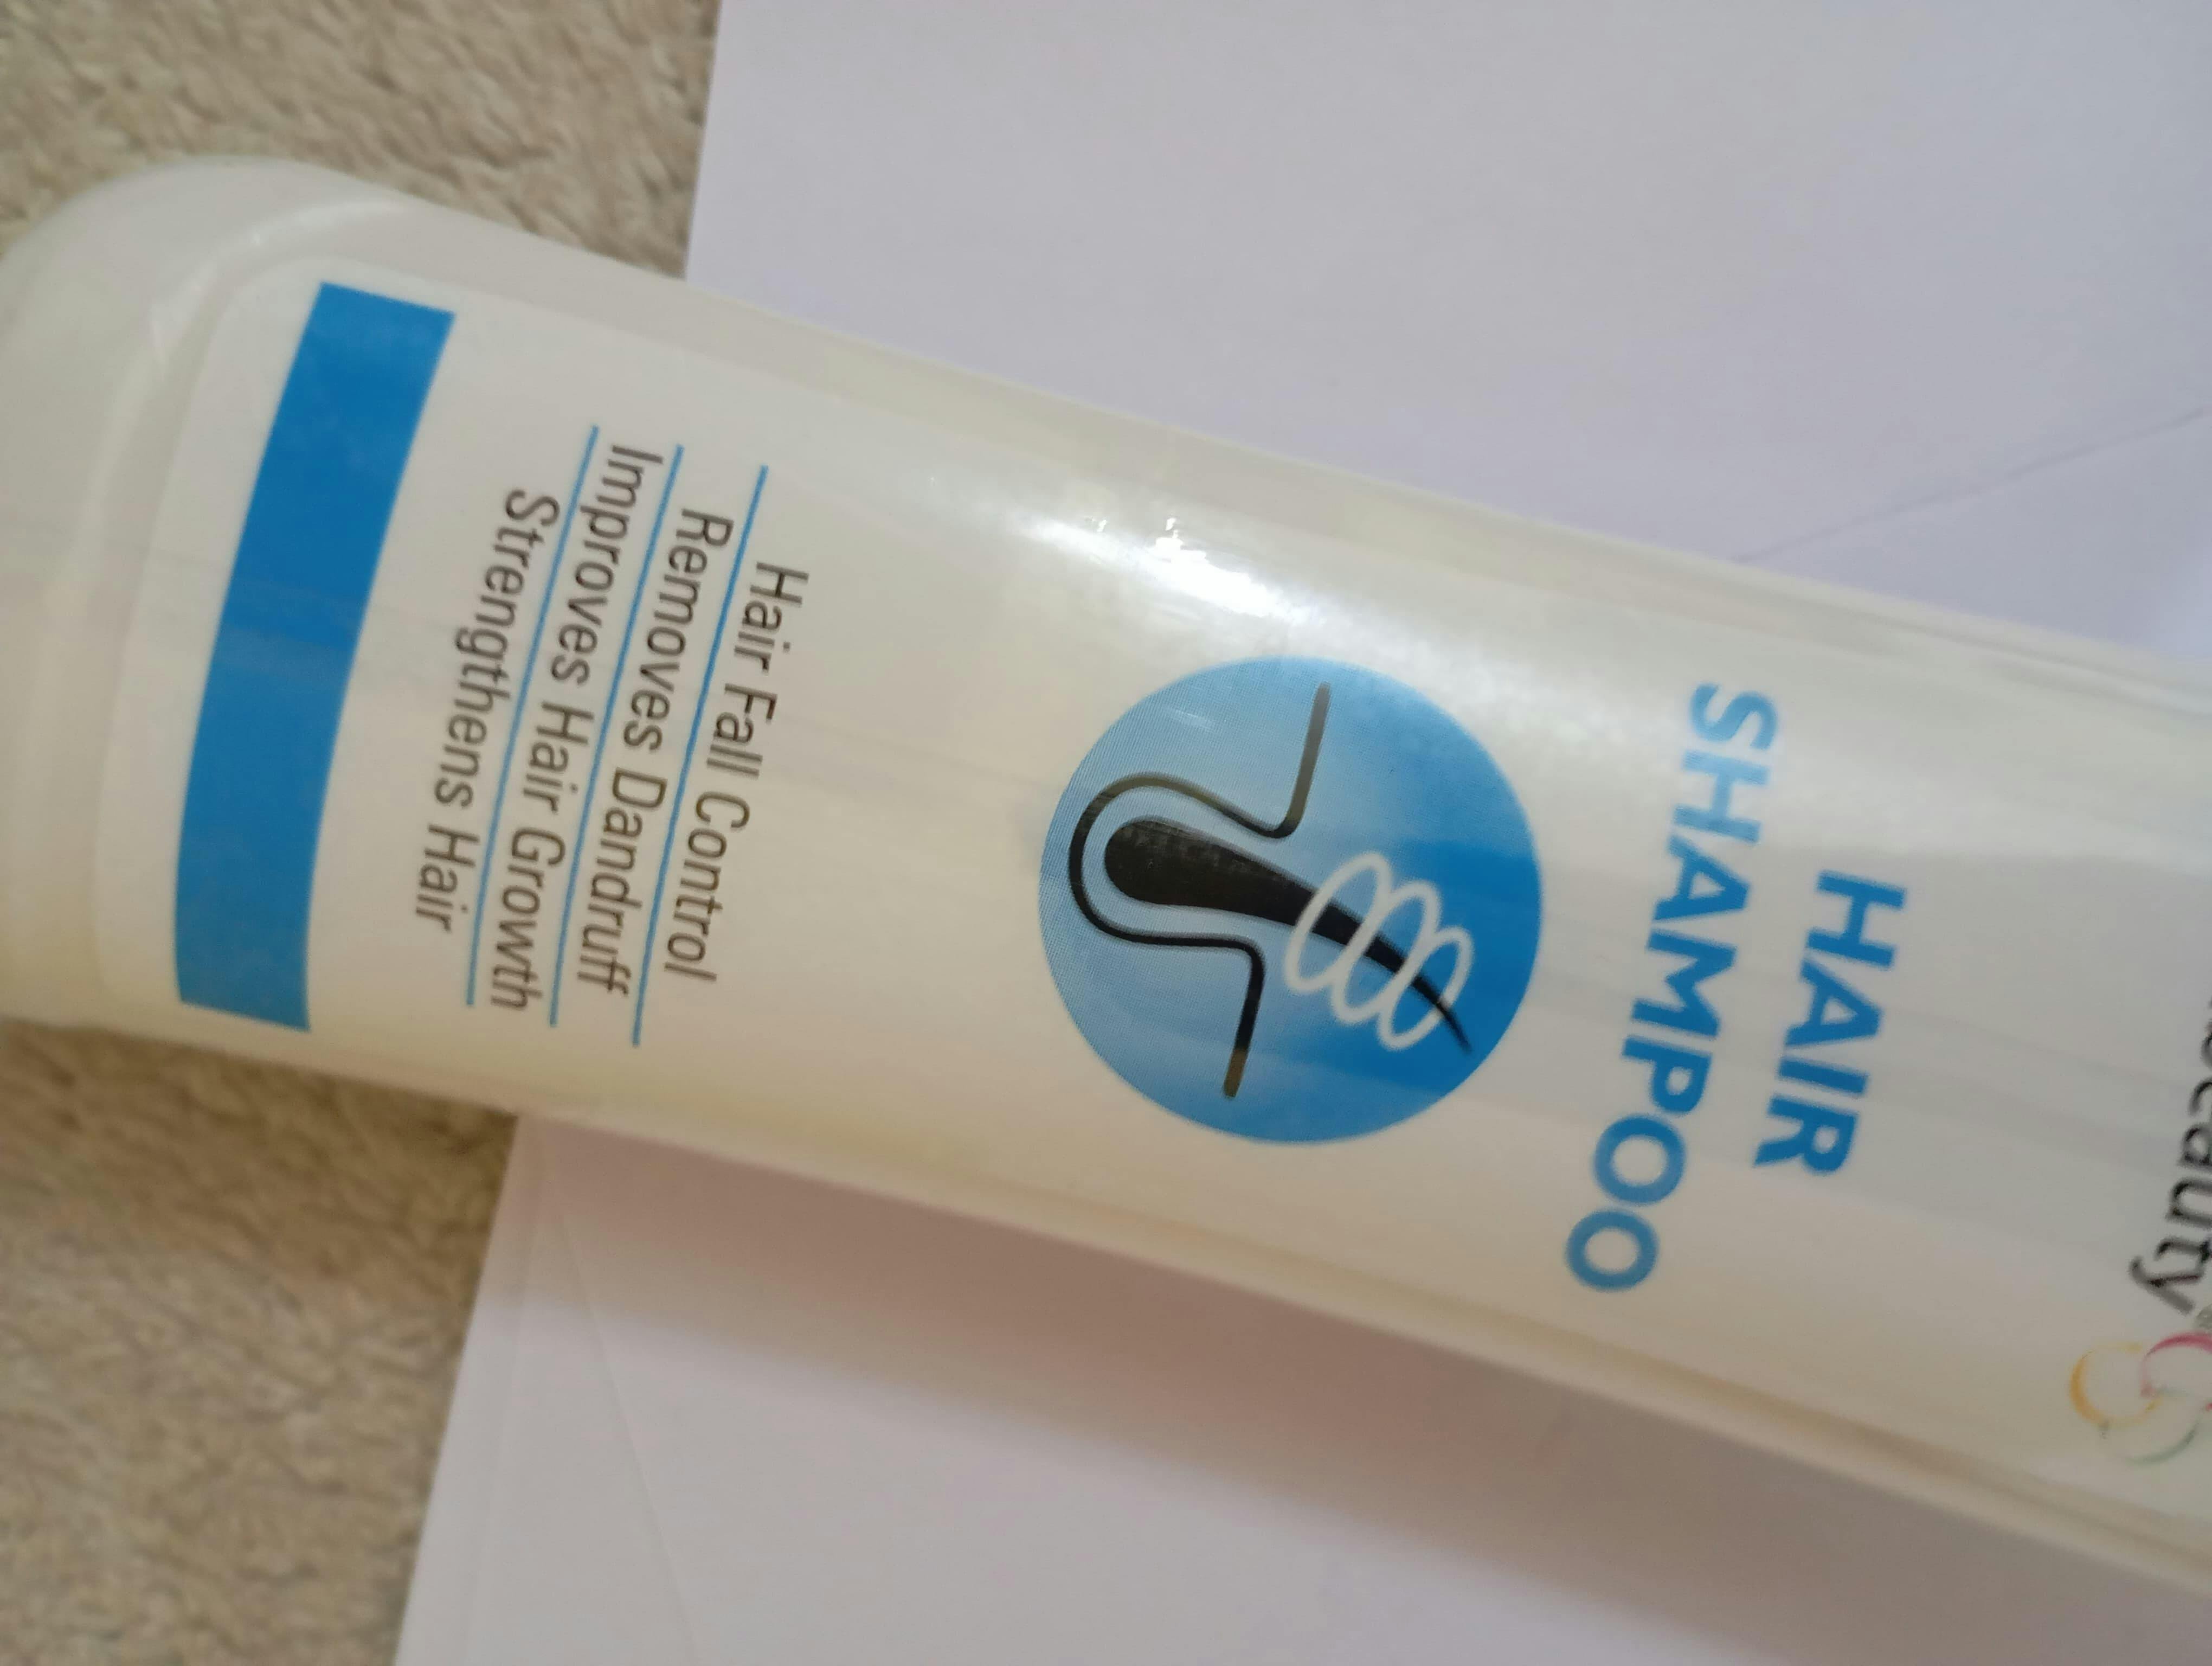 HAIR
SHAMPOO
Hair Fall Control
Removes Dandruff
Improves Hair Growth
Strengthens Hair